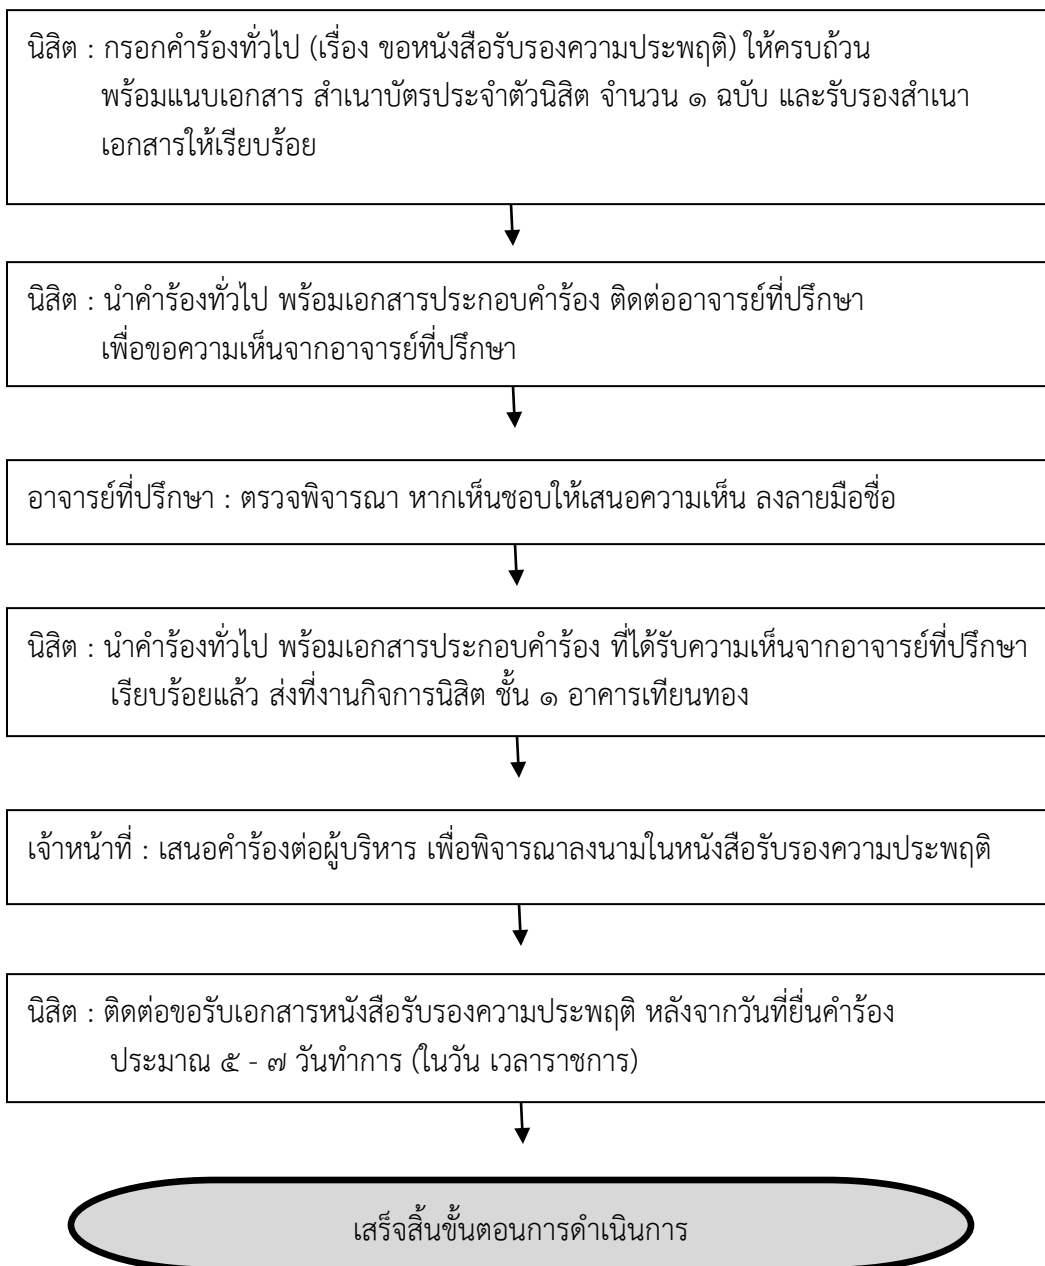 นิสิต : กรอกคำร้องทั่วไป (เรื่อง ขอหนังสือรับรองความประพฤติ) ให้ครบถ้วน
พร้อมแนบเอกสาร สำเนาบัตรประจำตัวนิสิต จำนวน ๑ ฉบับ และรับรองสำเนา
เอกสารให้เรียบร้อย
นิสิต : นำคำร้องทั่วไป พร้อมเอกสารประกอบคำร้อง ติดต่ออาจารย์ที่ปรึกษา
เพื่อขอความเห็นจากอาจารย์ที่ปรึกษา
อาจารย์ที่ปรึกษา : ตรวจพิจารณา หากเห็นชอบให้เสนอความเห็น ลงลายมือชื่อ
นิสิต : นำคำร้องทั่วไป พร้อมเอกสารประกอบคำร้อง ที่ได้รับความเห็นจากอาจารย์ที่ปรึกษา
เรียบร้อยแล้ว ส่งที่งานกิจการนิสิต ชั้น ๑ อาคารเทียนทอง
เจ้าหน้าที่ : เสนอคำร้องต่อผู้บริหาร เพื่อพิจารณาลงนามในหนังสือรับรองความประพฤติ
นิสิต : ติดต่อขอรับเอกสารหนังสือรับรองความประพฤติ หลังจากวันที่ยื่นคำร้อง
ประมาณ ๕ - ๗ วันทำการ (ในวัน เวลาราชการ)
เสร็จสิ้นขั้นตอนการดำเนินการ